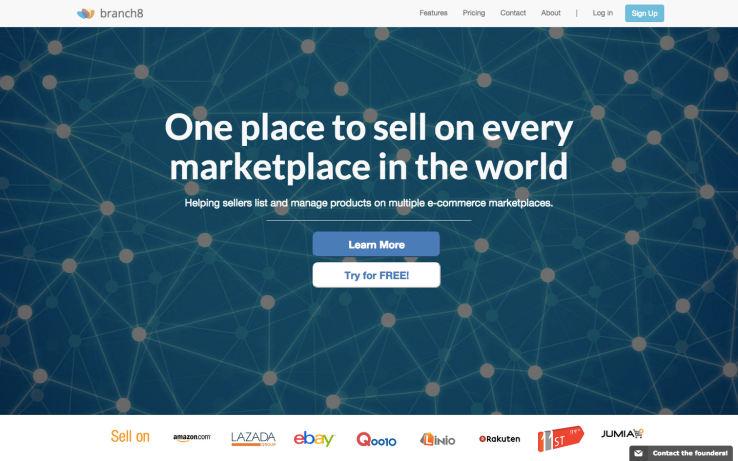 branch8
Features Pricing Contact About | Log in Sign Up
One place to sell on every
marketplace in the world
Helping sellers list and manage products on multiple e-commerce marketplaces.
Learn More
Try for FREE!
Sell on amazon.com LAZADA GROUP ebay Qoo10 Linio Rakuten 11ST JUMIA
Contact the founders!